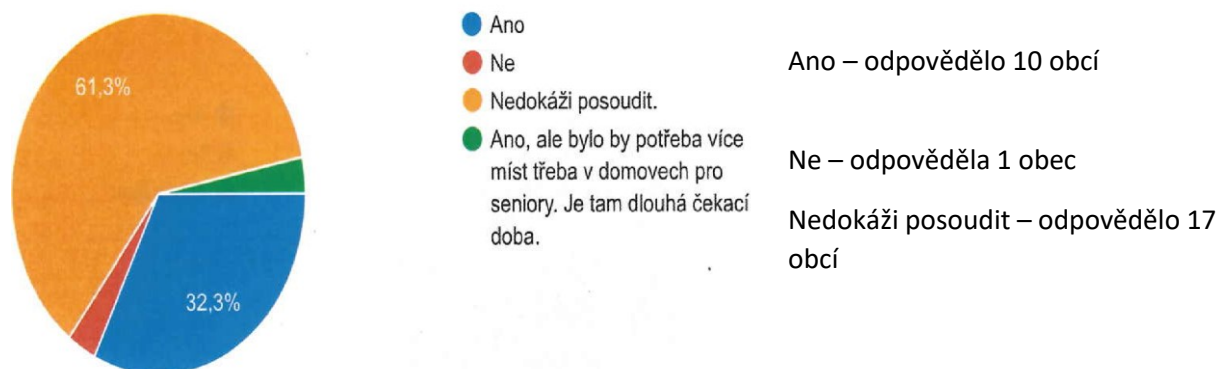 61,3%
32,3%
Ano
Ne
Nedokáži posoudit.
Ano, ale bylo by potřeba více
míst třeba v domovech pro
seniory. Je tam dlouhá čekací
doba.
Ano – odpovědělo 10 obcí
Ne – odpověděla 1 obec
Nedokáži posoudit – odpovědělo 17
obcí